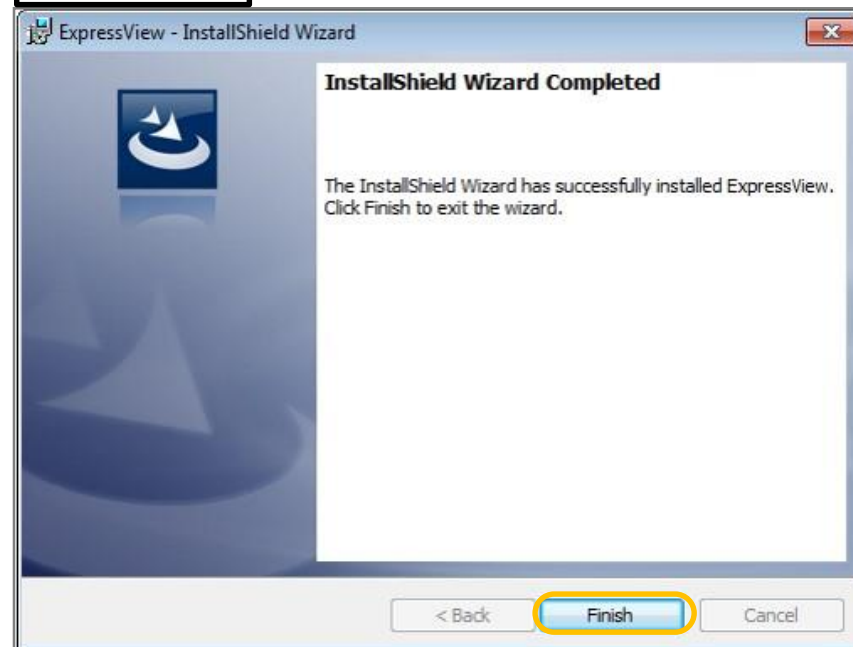 ExpressView - InstallShield Wizard
InstallShield Wizard Completed
The InstallShield Wizard has successfully installed ExpressView.
Click Finish to exit the wizard.
< Back
Finish
Cancel